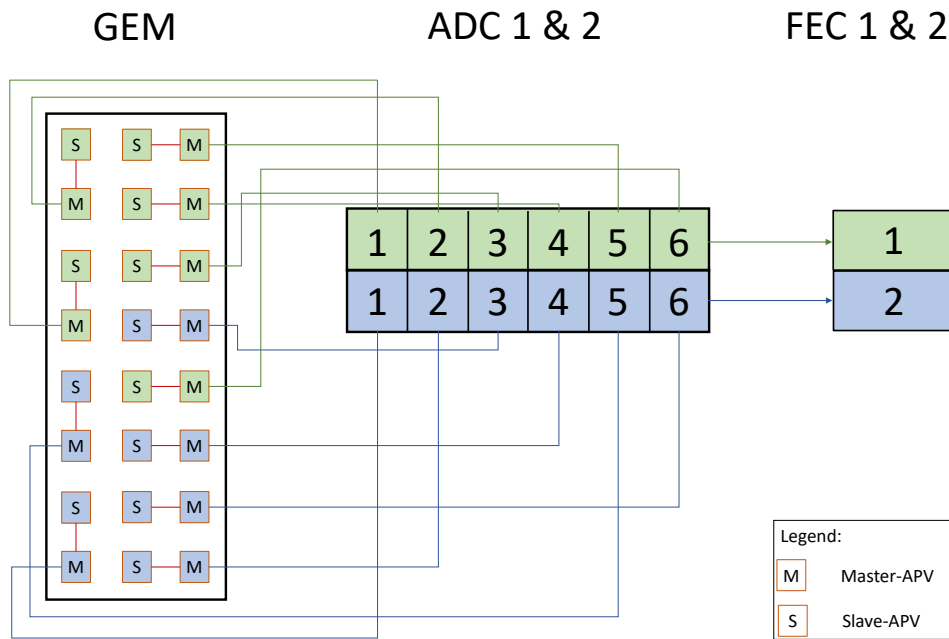 GEM ADC 1 & 2 FEC 1 & 2
S S M
M S M
S S M
M S M
S S M
M S M
S S M
M S M
1 2 3 4 5 6 1
1 2 3 4 5 6 2
Legend:
M Master-APV
S Slave-APV